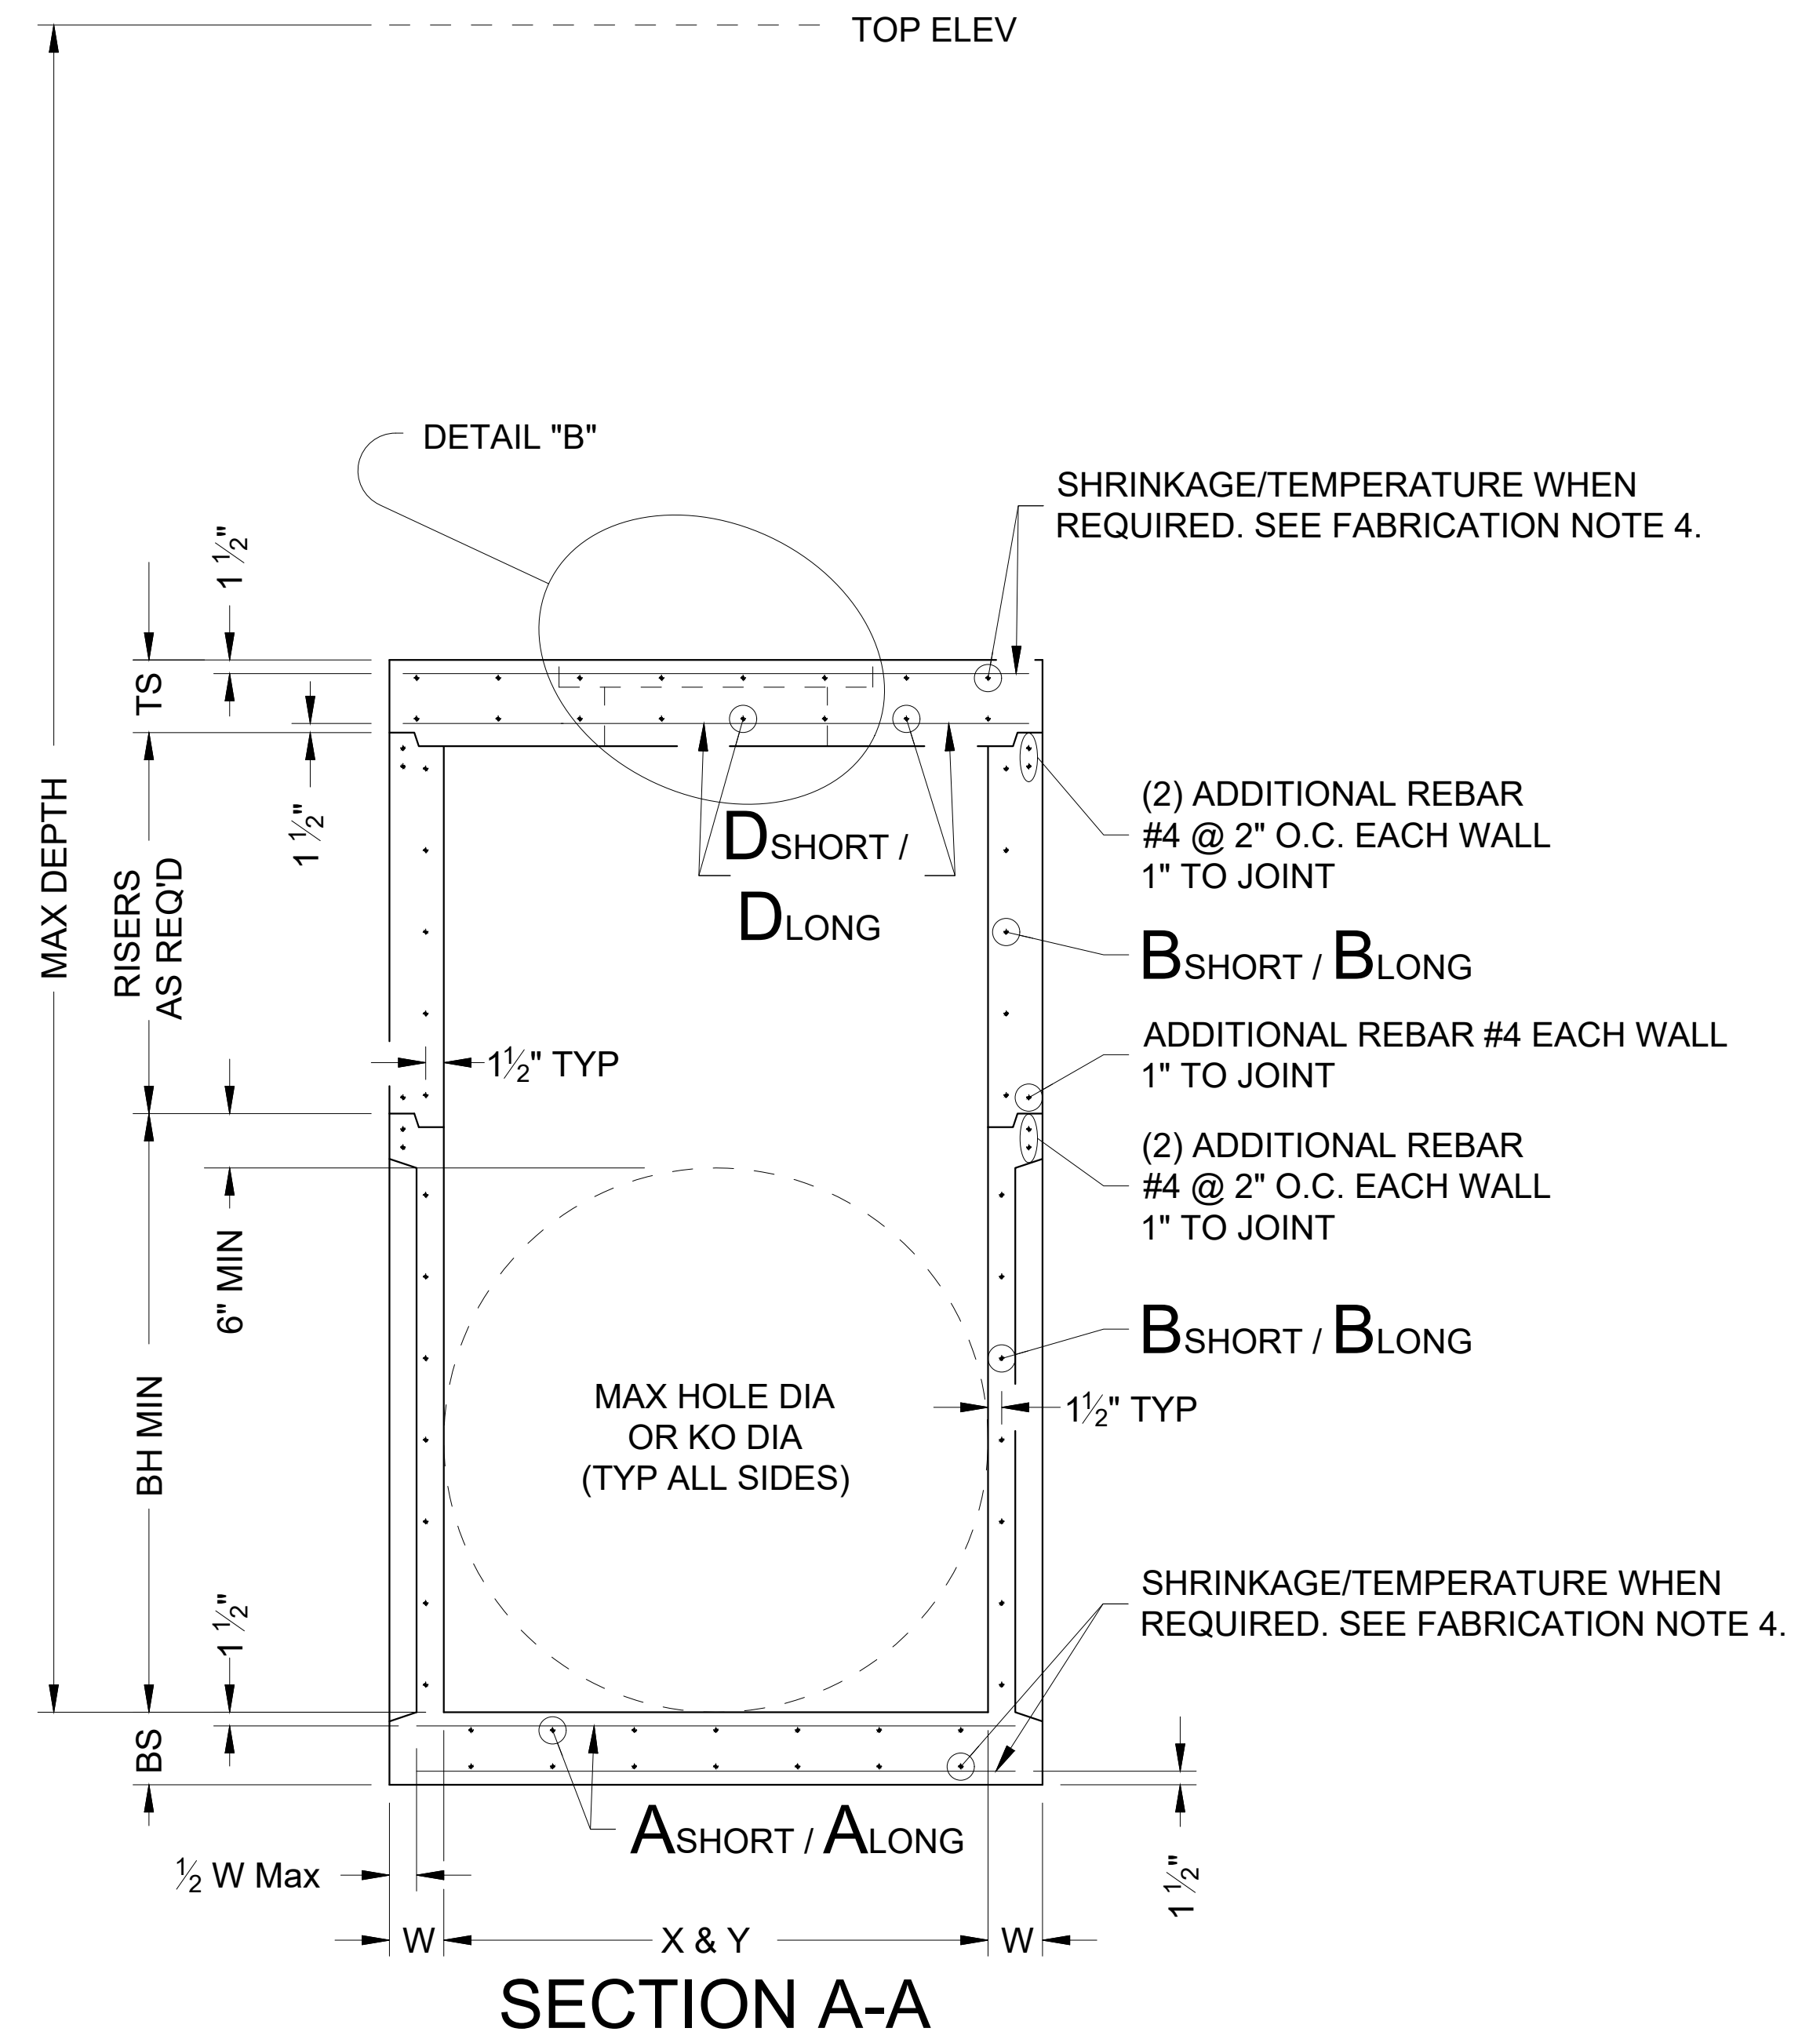 TOP ELEV
DETAIL "B"
SHRINKAGE/TEMPERATURE WHEN
REQUIRED. SEE FABRICATION NOTE 4.
1 ½"
TS
1 ½"
MAX DEPTH
RISERS
AS REQ'D
DSHORT /
DLONG
(2) ADDITIONAL REBAR
#4 @ 2" O.C. EACH WALL
1" TO JOINT
BSHORT / BLONG
1½" TYP
ADDITIONAL REBAR #4 EACH WALL
1" TO JOINT
(2) ADDITIONAL REBAR
#4 @ 2" O.C. EACH WALL
1" TO JOINT
6" MIN
BH MIN
BSHORT / BLONG
MAX HOLE DIA
OR KO DIA
(TYP ALL SIDES)
1½" TYP
1 ½"
SHRINKAGE/TEMPERATURE WHEN
REQUIRED. SEE FABRICATION NOTE 4.
BS
ASHORT / ALONG
½ W Max
1 ½"
W
X & Y
W
SECTION A-A